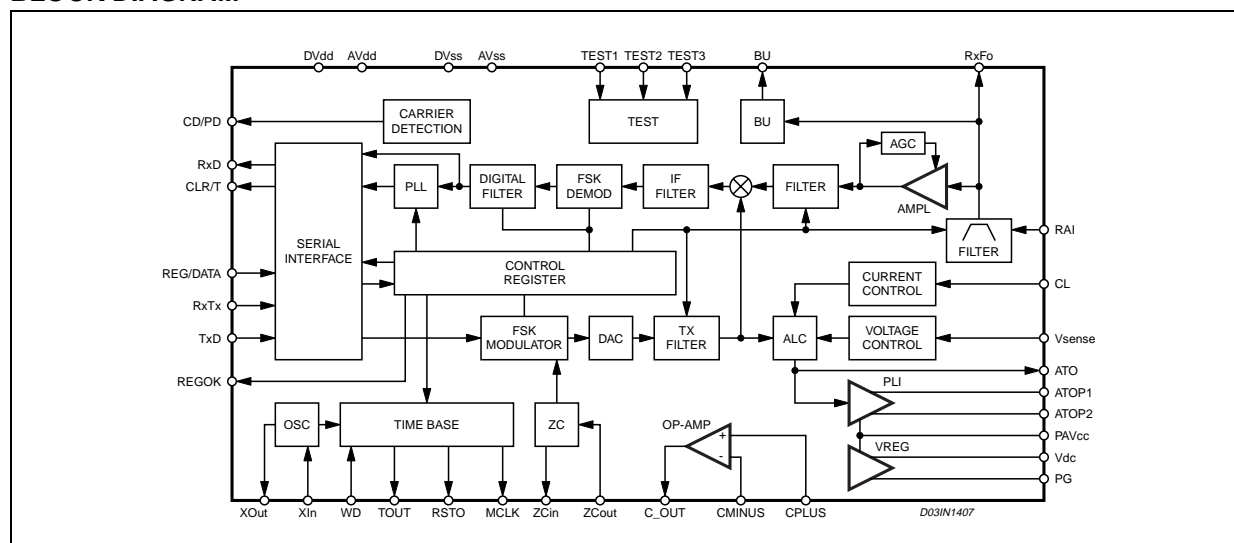 DVdd AVdd DVss AVss TEST1 TEST2 TEST3 BU RxFo
CD/PD
CARRIER
DETECTION
TEST
BU
AGC
RxD
CLR/T
SERIAL
INTERFACE
PLL
DIGITAL
FILTER
FSK
DEMOD
IF
FILTER
FILTER
AMPL
FILTER
RAI
REG/DATA
CONTROL
REGISTER
CURRENT
CONTROL
CL
RxTx
TxD
FSK
MODULATOR
DAC
TX
FILTER
ALC
VOLTAGE
CONTROL
Vsense
ATO
REGOK
PLI
ATOP1
ATOP2
OSC
TIME BASE
ZC
OP-AMP
+
-
VREG
PAVcc
Vdc
PG
XOut XIn WD TOUT RSTO MCLK ZCin ZCout C_OUT CMINUS CPLUS
D03IN1407